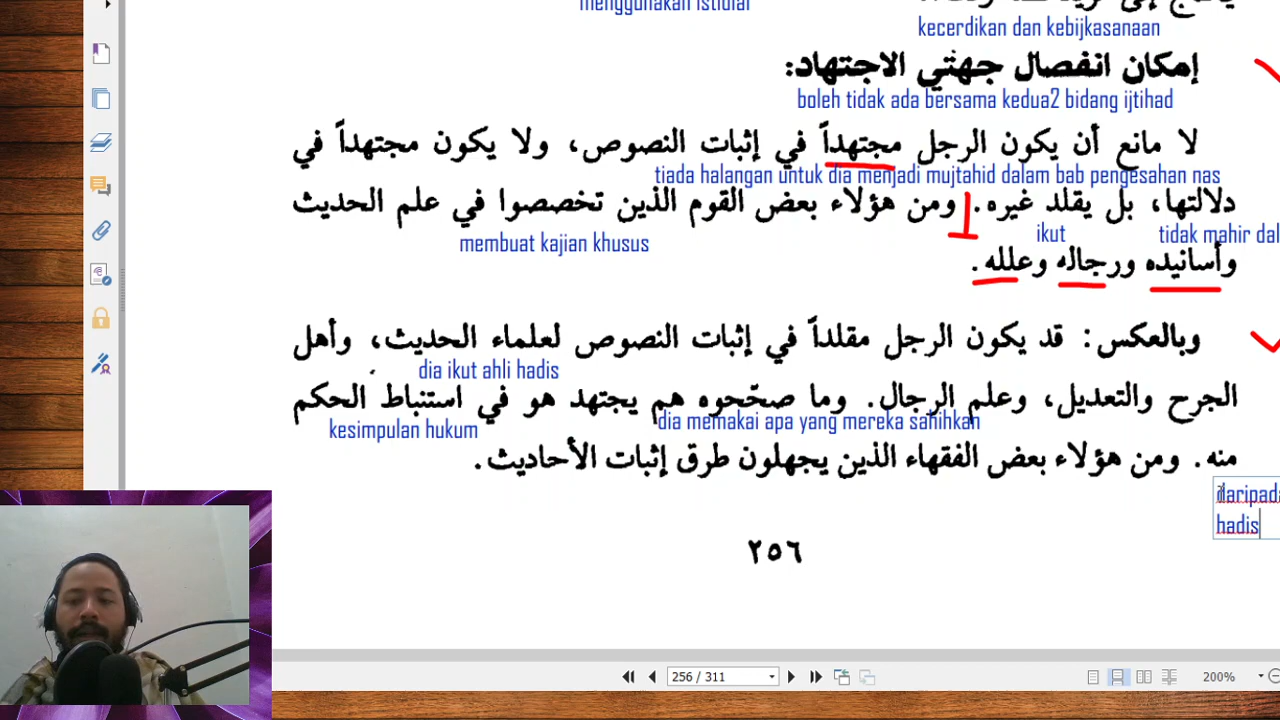 menggunakan istidlal
kecerdikan dan kebijkasanaan
إمكان انفصال جهتي الاجتهاد:
boleh tidak ada bersama kedua2 bidang ijtihad
لا مانع أن يكون الرجل مجتهداً في إثبات النصوص، ولا يكون مجتهداً في
tiada halangan untuk dia menjadi mujtahid dalam bab pengesahan nas
دلالتها، بل يقلد غيره. ومن هؤلاء بعض القوم الذين تخصصوا في علم الحديث
ikut
tidak mahir dal
membuat kajian khusus
وأسانيده ورجاله وعلله.
وبالعكس: قد يكون الرجل مقلداً في إثبات النصوص لعلماء الحديث، وأهل
dia ikut ahli hadis
الجرح والتعديل، وعلم الرجال. وما صحّحوه هم يجتهد هو في استنباط الحكم
dia memakai apa yang mereka sahihkan
kesimpulan hukum
منه. ومن هؤلاء بعض الفقهاء الذين يجهلون طرق إثبات الأحاديث.
daripada
hadis
٢٥٦
256 / 311
200%